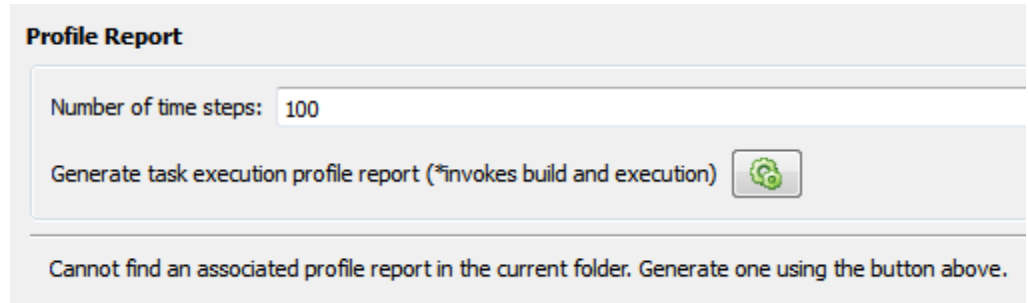 Profile Report
Number of time steps: 100
Generate task execution profile report (*invokes build and execution)
Cannot find an associated profile report in the current folder. Generate one using the button above.